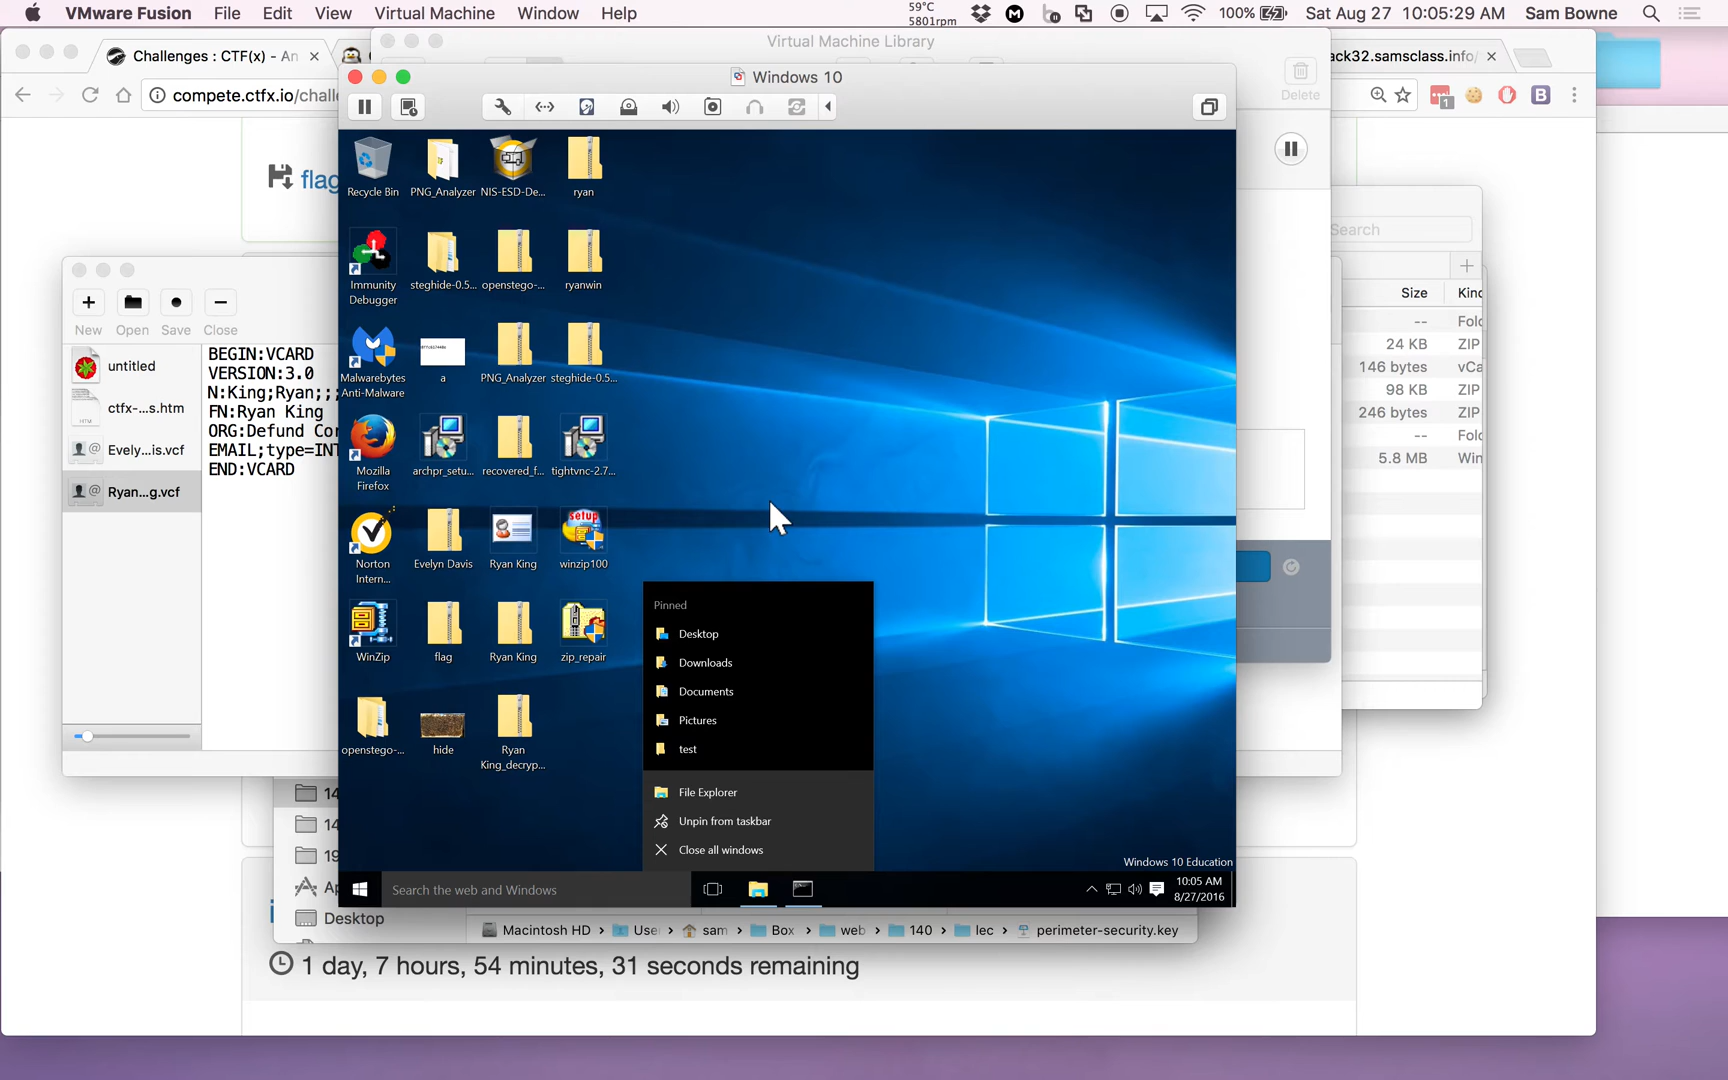 VMware Fusion File Edit View Virtual Machine Window Help
59°C
5801rpm
100% Sat Aug 27 10:05:29 AM Sam Bowne
Challenges : CTF(x) - An
compete.ctfx.io/challe
Virtual Machine Library
ack32.samsclass.info/
Delete
Windows 10
flag
Search
New Open Save Close
untitled
ctfx-...s.htm
Evely...is.vcf
Ryan...g.vcf
BEGIN:VCARD
VERSION:3.0
N:King;Ryan;;;
FN:Ryan King
ORG:Defund Cor
EMAIL;type=INT
END:VCARD
Size Kind
-- Fold
24 KB ZIP
146 bytes vCa
98 KB ZIP
246 bytes ZIP
-- Fold
5.8 MB Win
Recycle Bin
PNG_Analyzer
NIS-ESD-De...
ryan
Immunity
Debugger
steghide-0.5...
openstego-...
ryanwin
Malwarebytes
Anti-Malware
a
PNG_Analyzer
steghide-0.5...
Mozilla
Firefox
archpr_setu...
recovered_f...
tightvnc-2.7...
Norton
Intern...
Evelyn Davis
Ryan King
setup
winzip100
WinZip
flag
Ryan King
zip_repair
openstego-...
hide
Ryan
King_decryp...
Pinned
Desktop
Downloads
Documents
Pictures
test
File Explorer
Unpin from taskbar
Close all windows
Windows 10 Education
Search the web and Windows
10:05 AM
8/27/2016
14
14
19
Ap
Desktop
Macintosh HD › User › sam › Box › web › 140 › lec › perimeter-security.key
1 day, 7 hours, 54 minutes, 31 seconds remaining